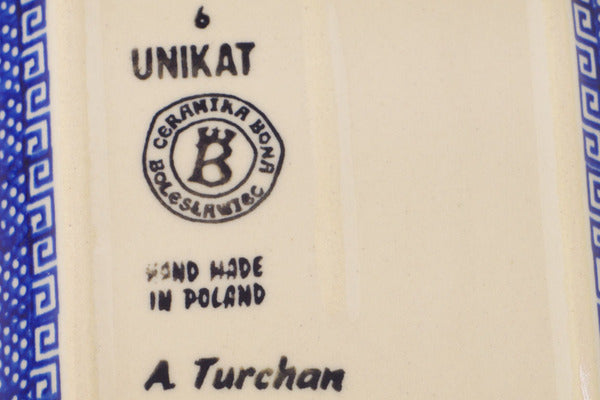 6
UNIKAT
CERAMIKA BONA
B
BOLESŁAWIEC
HAND MADE
IN POLAND
A. Turchan